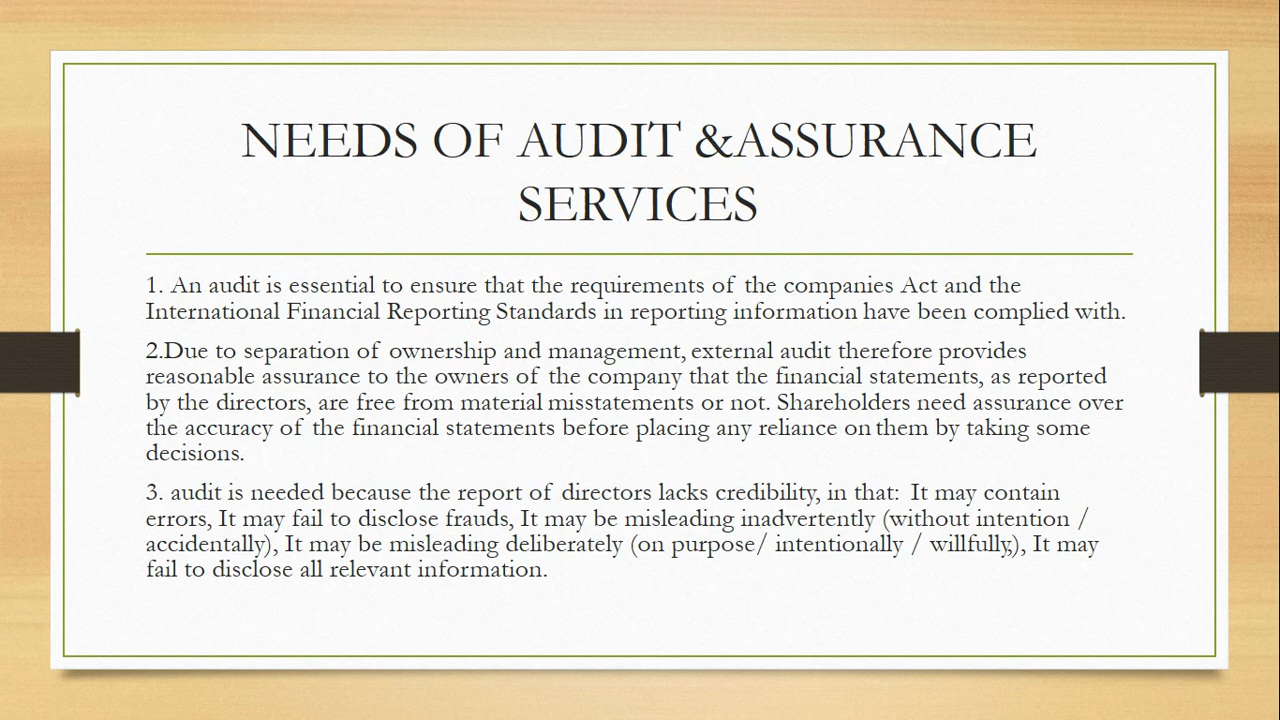 NEEDS OF AUDIT &ASSURANCE
SERVICES
1. An audit is essential to ensure that the requirements of the companies Act and the
International Financial Reporting Standards in reporting information have been complied with.
2.Due to separation of ownership and management, external audit therefore provides
reasonable assurance to the owners of the company that the financial statements, as reported
by the directors, are free from material misstatements or not. Shareholders need assurance over
the accuracy of the financial statements before placing any reliance on them by taking some
decisions.
3. audit is needed because the report of directors lacks credibility, in that: It may contain
errors, It may fail to disclose frauds, It may be misleading inadvertently (without intention /
accidentally), It may be misleading deliberately (on purpose/ intentionally / willfully,), It may
fail to disclose all relevant information.